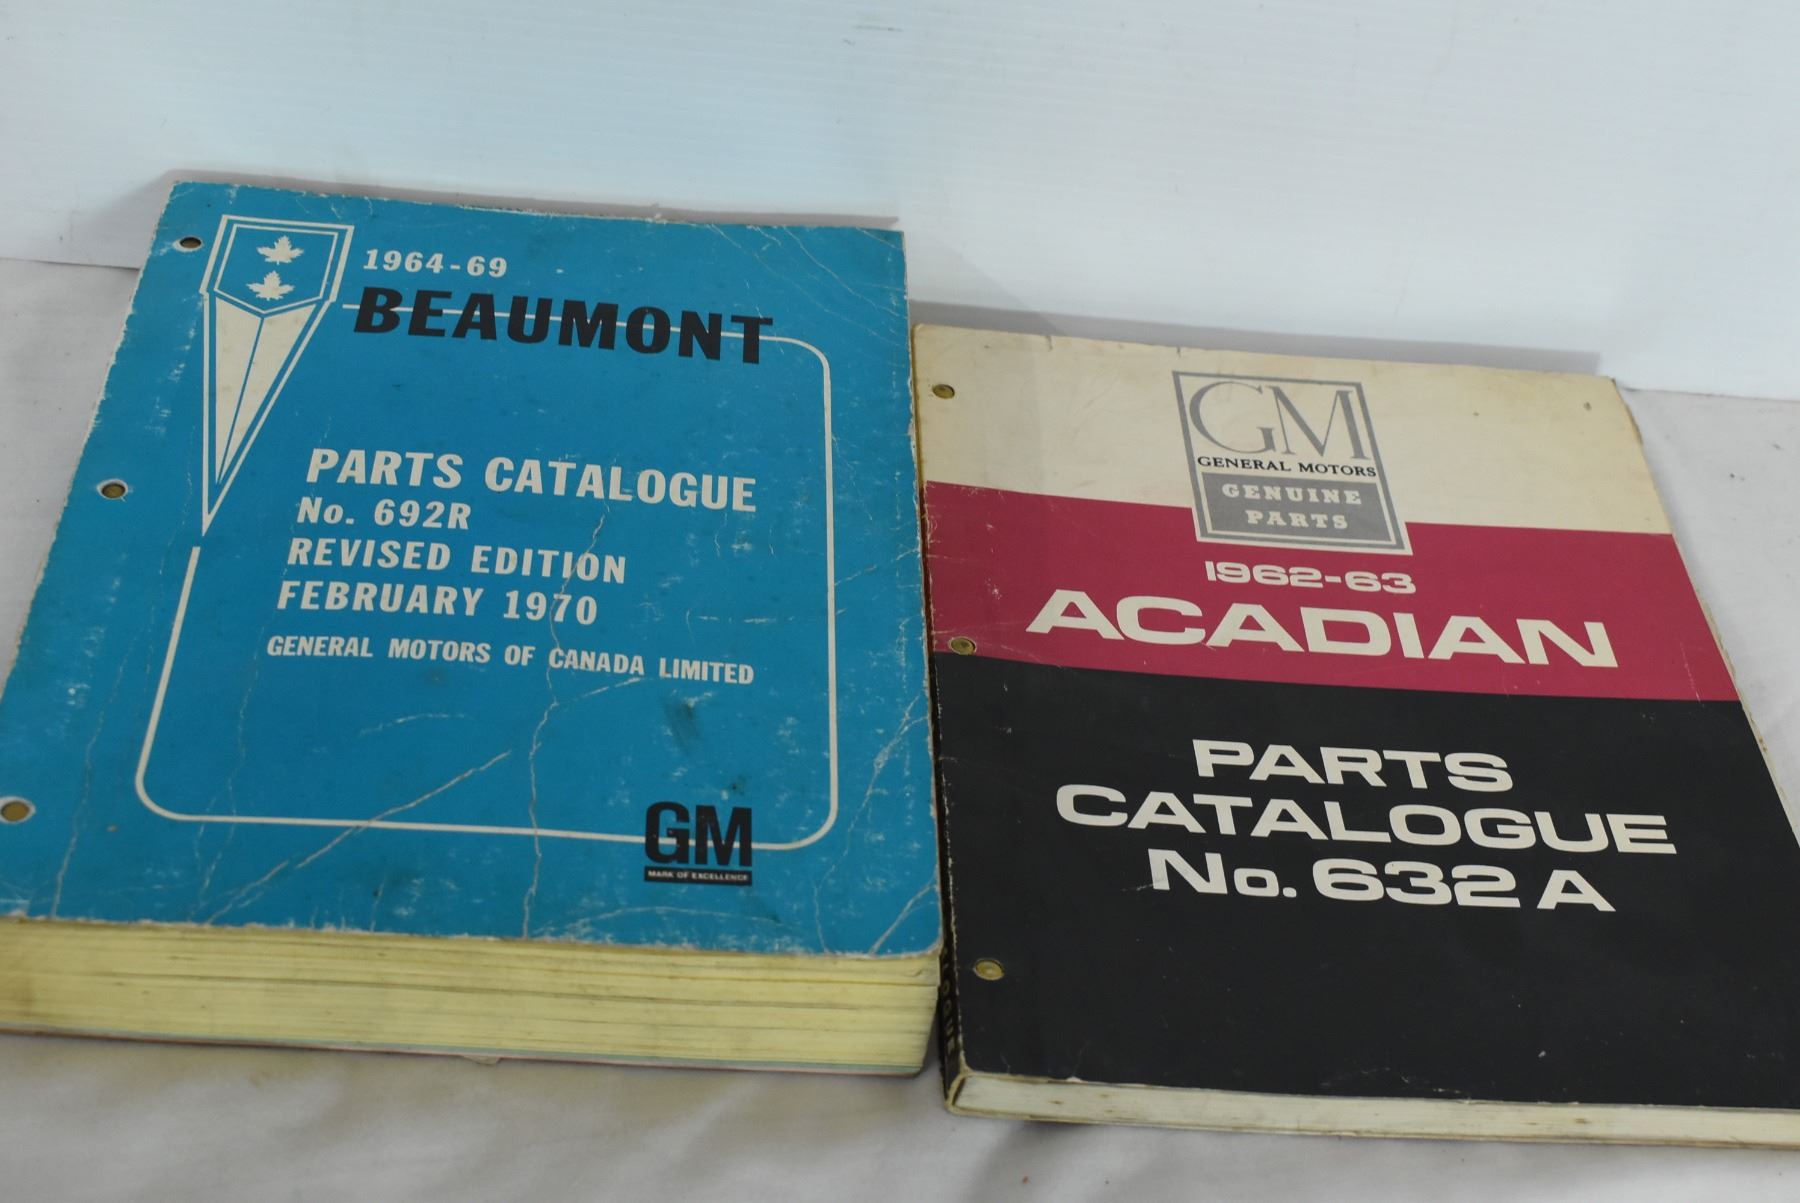 1964-69
BEAUMONT
PARTS CATALOGUE
No. 692R
REVISED EDITION
FEBRUARY 1970
GENERAL MOTORS OF CANADA LIMITED
GM
MARK OF EXCELLENCE
GM
GENERAL MOTORS
GENUINE
PARTS
1962-63
ACADIAN
PARTS
CATALOGUE
No. 632 A